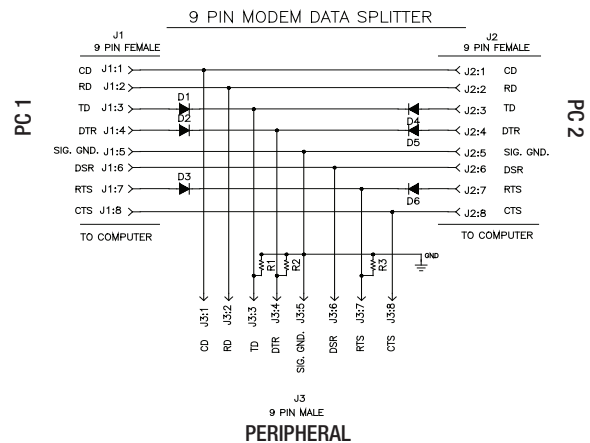 9 PIN MODEM DATA SPLITTER
J1
9 PIN FEMALE
J2
9 PIN FEMALE
PC 1
PC 2
CD J1:1
J2:1 CD
RD J1:2
J2:2 RD
TD J1:3
D1
D4
J2:3 TD
DTR J1:4
D2
D5
J2:4 DTR
SIG. GND. J1:5
J2:5 SIG. GND.
DSR J1:6
J2:6 DSR
RTS J1:7
D3
D6
J2:7 RTS
CTS J1:8
J2:8 CTS
TO COMPUTER
TO COMPUTER
R1
R2
R3
GND
CD J3:1
RD J3:2
TD J3:3
DTR J3:4
SIG. GND. J3:5
DSR J3:6
RTS J3:7
CTS J3:8
J3
9 PIN MALE
PERIPHERAL